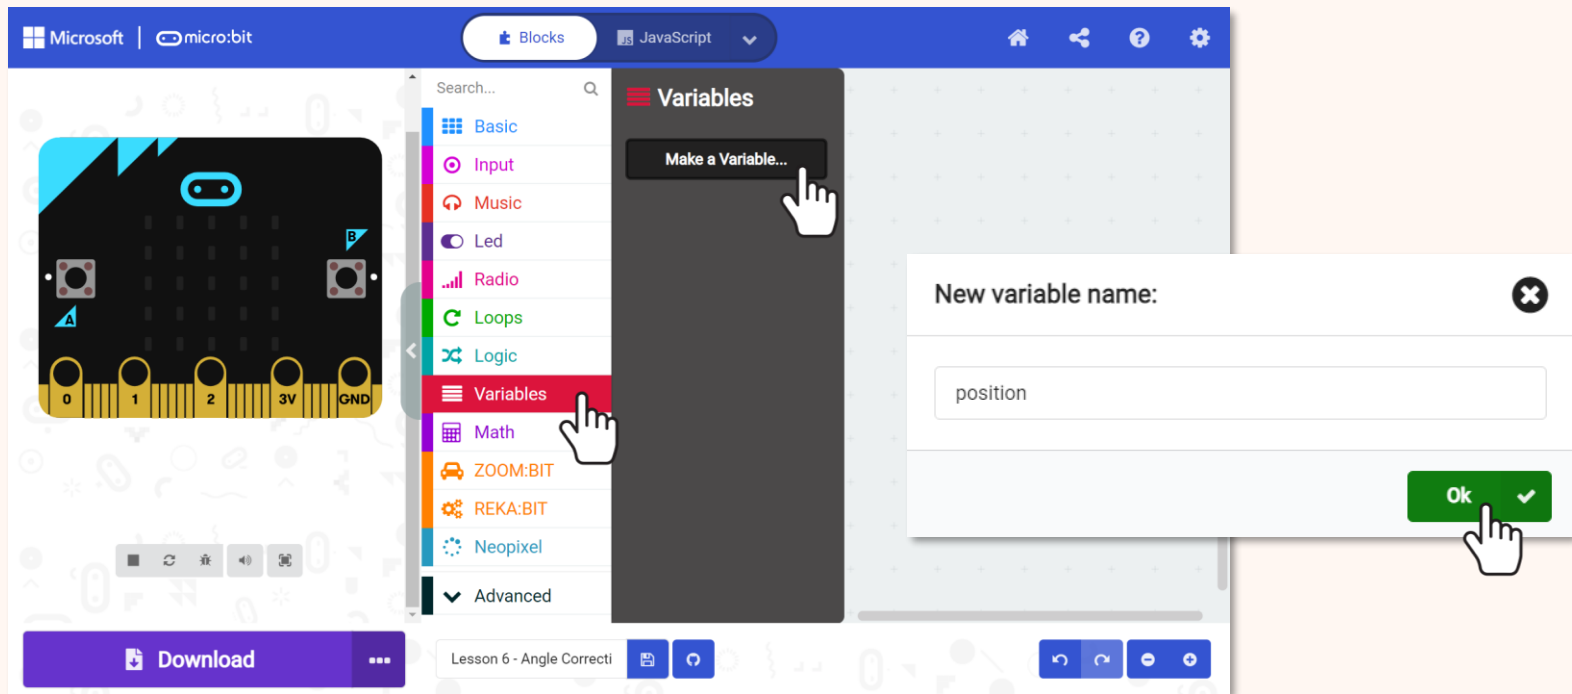 Microsoft | micro:bit
Blocks
JavaScript
Search...
Basic
Input
Music
Led
Radio
Loops
Logic
Variables
Math
ZOOM:BIT
REKA:BIT
Neopixel
Advanced
Variables
Make a Variable...
B
A
0 1 2 3V GND
New variable name:
position
Ok
Download
Lesson 6 - Angle Correcti